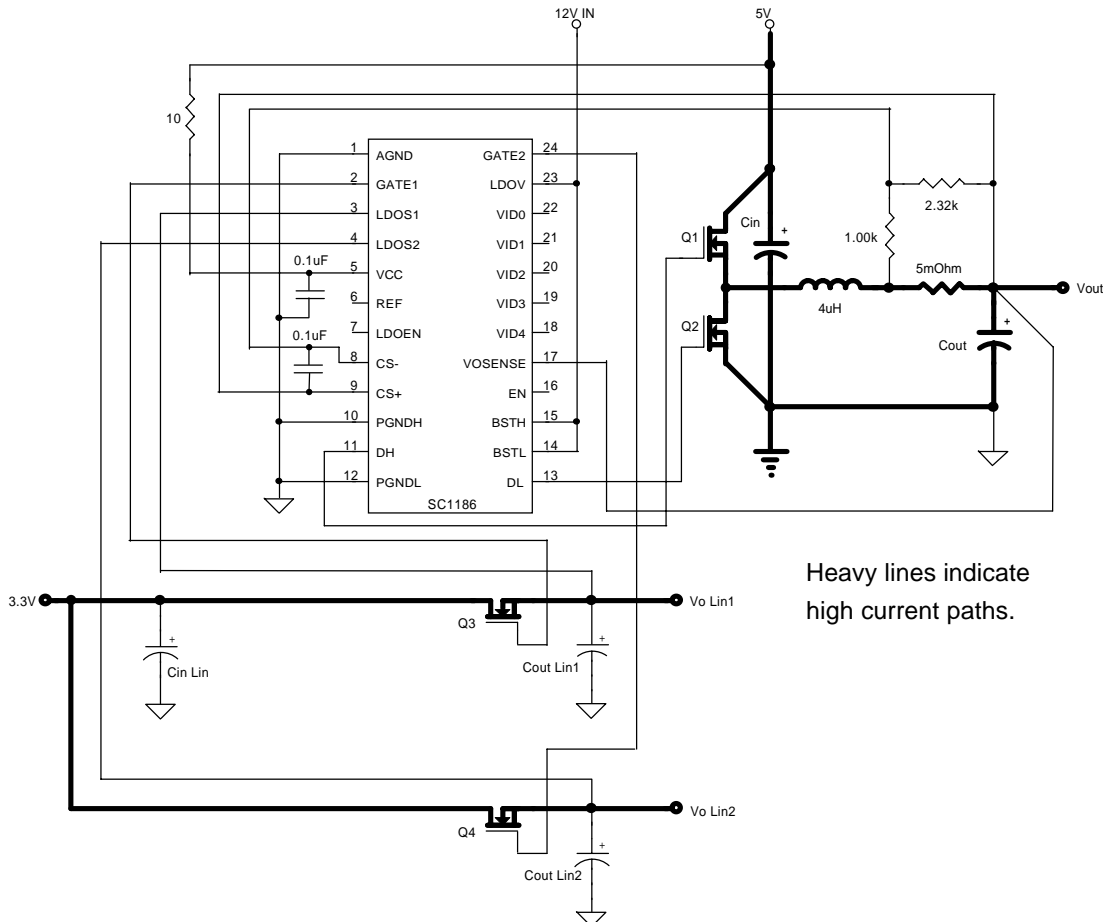 12V IN
5V
10
1 AGND GATE2 24
2 GATE1 LDOV 23
3 LDOS1 VID0 22
4 LDOS2 VID1 21
0.1uF
5 VCC VID2 20
6 REF VID3 19
7 LDOEN VID4 18
0.1uF
8 CS- VOSENSE 17
9 CS+ EN 16
10 PGNDH BSTH 15
11 DH BSTL 14
12 PGNDL DL 13
SC1186
2.32k
1.00k
Cin
+
Q1
5mOhm
4uH
Vout
Q2
+
Cout
Heavy lines indicate
high current paths.
3.3V
Q3
Vo Lin1
+
Cin Lin
+
Cout Lin1
Q4
Vo Lin2
+
Cout Lin2